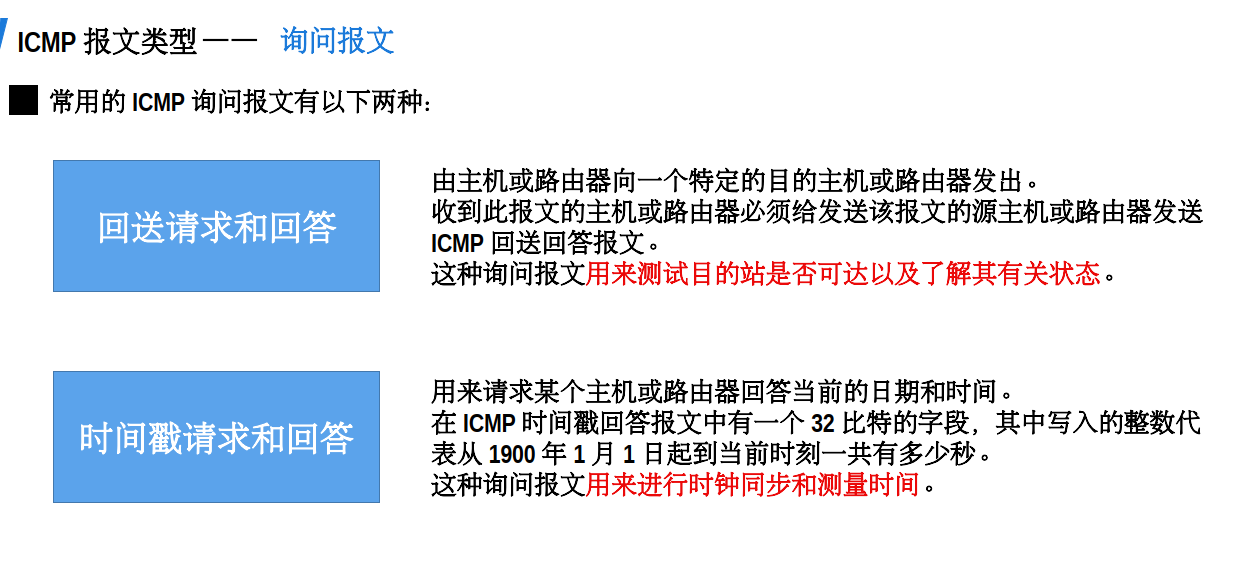 ICMP 报文类型—— 询问报文
常用的 ICMP 询问报文有以下两种:
回送请求和回答
由主机或路由器向一个特定的目的主机或路由器发出。
收到此报文的主机或路由器必须给发送该报文的源主机或路由器发送
ICMP 回送回答报文。
这种询问报文用来测试目的站是否可达以及了解其有关状态。
时间戳请求和回答
用来请求某个主机或路由器回答当前的日期和时间。
在 ICMP 时间戳回答报文中有一个 32 比特的字段，其中写入的整数代
表从 1900 年 1 月 1 日起到当前时刻一共有多少秒。
这种询问报文用来进行时钟同步和测量时间。